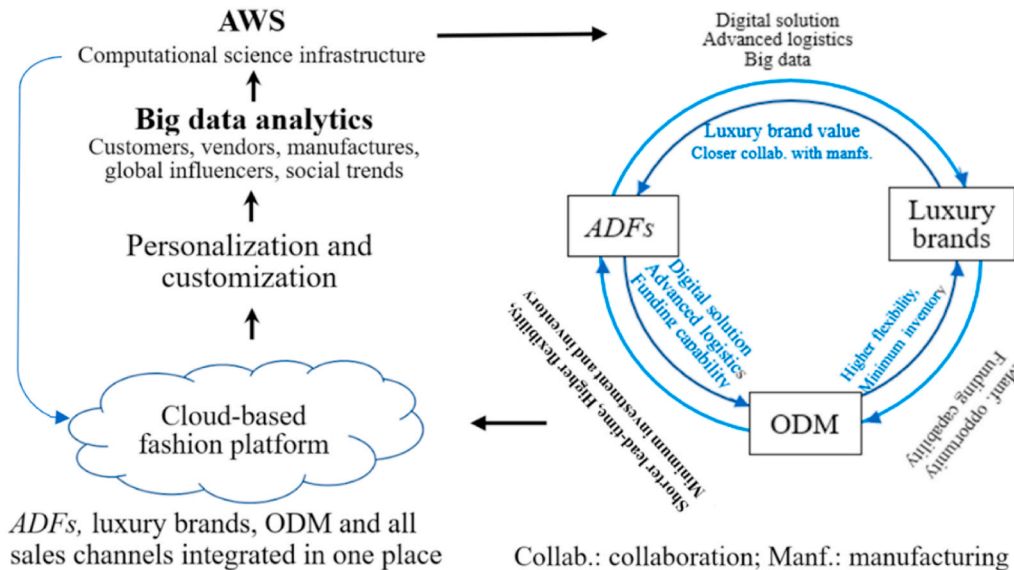 AWS
Computational science infrastructure
Big data analytics
Customers, vendors, manufactures,
global influencers, social trends
Personalization and
customization
Cloud-based
fashion platform
ADFs, luxury brands, ODM and all
sales channels integrated in one place
Digital solution
Advanced logistics
Big data
Luxury brand value
Closer collab. with manfs.
ADFs
Luxury
brands
Digital solution
Advanced logistics
Funding capability
Higher flexibility,
Minimum inventory
Shorter lead-time, Higher flexibility,
Minimum investment and inventory
ODM
Manf. opportunity
Funding capability
Collab.: collaboration; Manf.: manufacturing